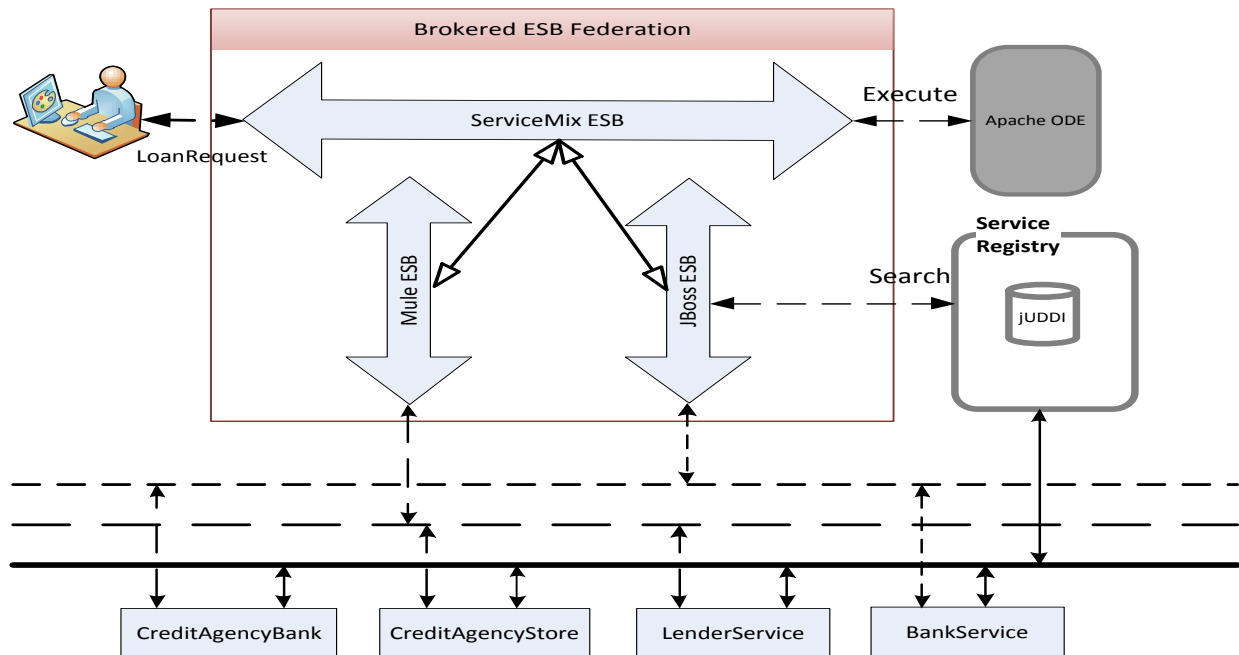 Brokered ESB Federation
ServiceMix ESB
Execute
Apache ODE
LoanRequest
Mule ESB
JBoss ESB
Service
Registry
Search
jUDDI
CreditAgencyBank
CreditAgencyStore
LenderService
BankService